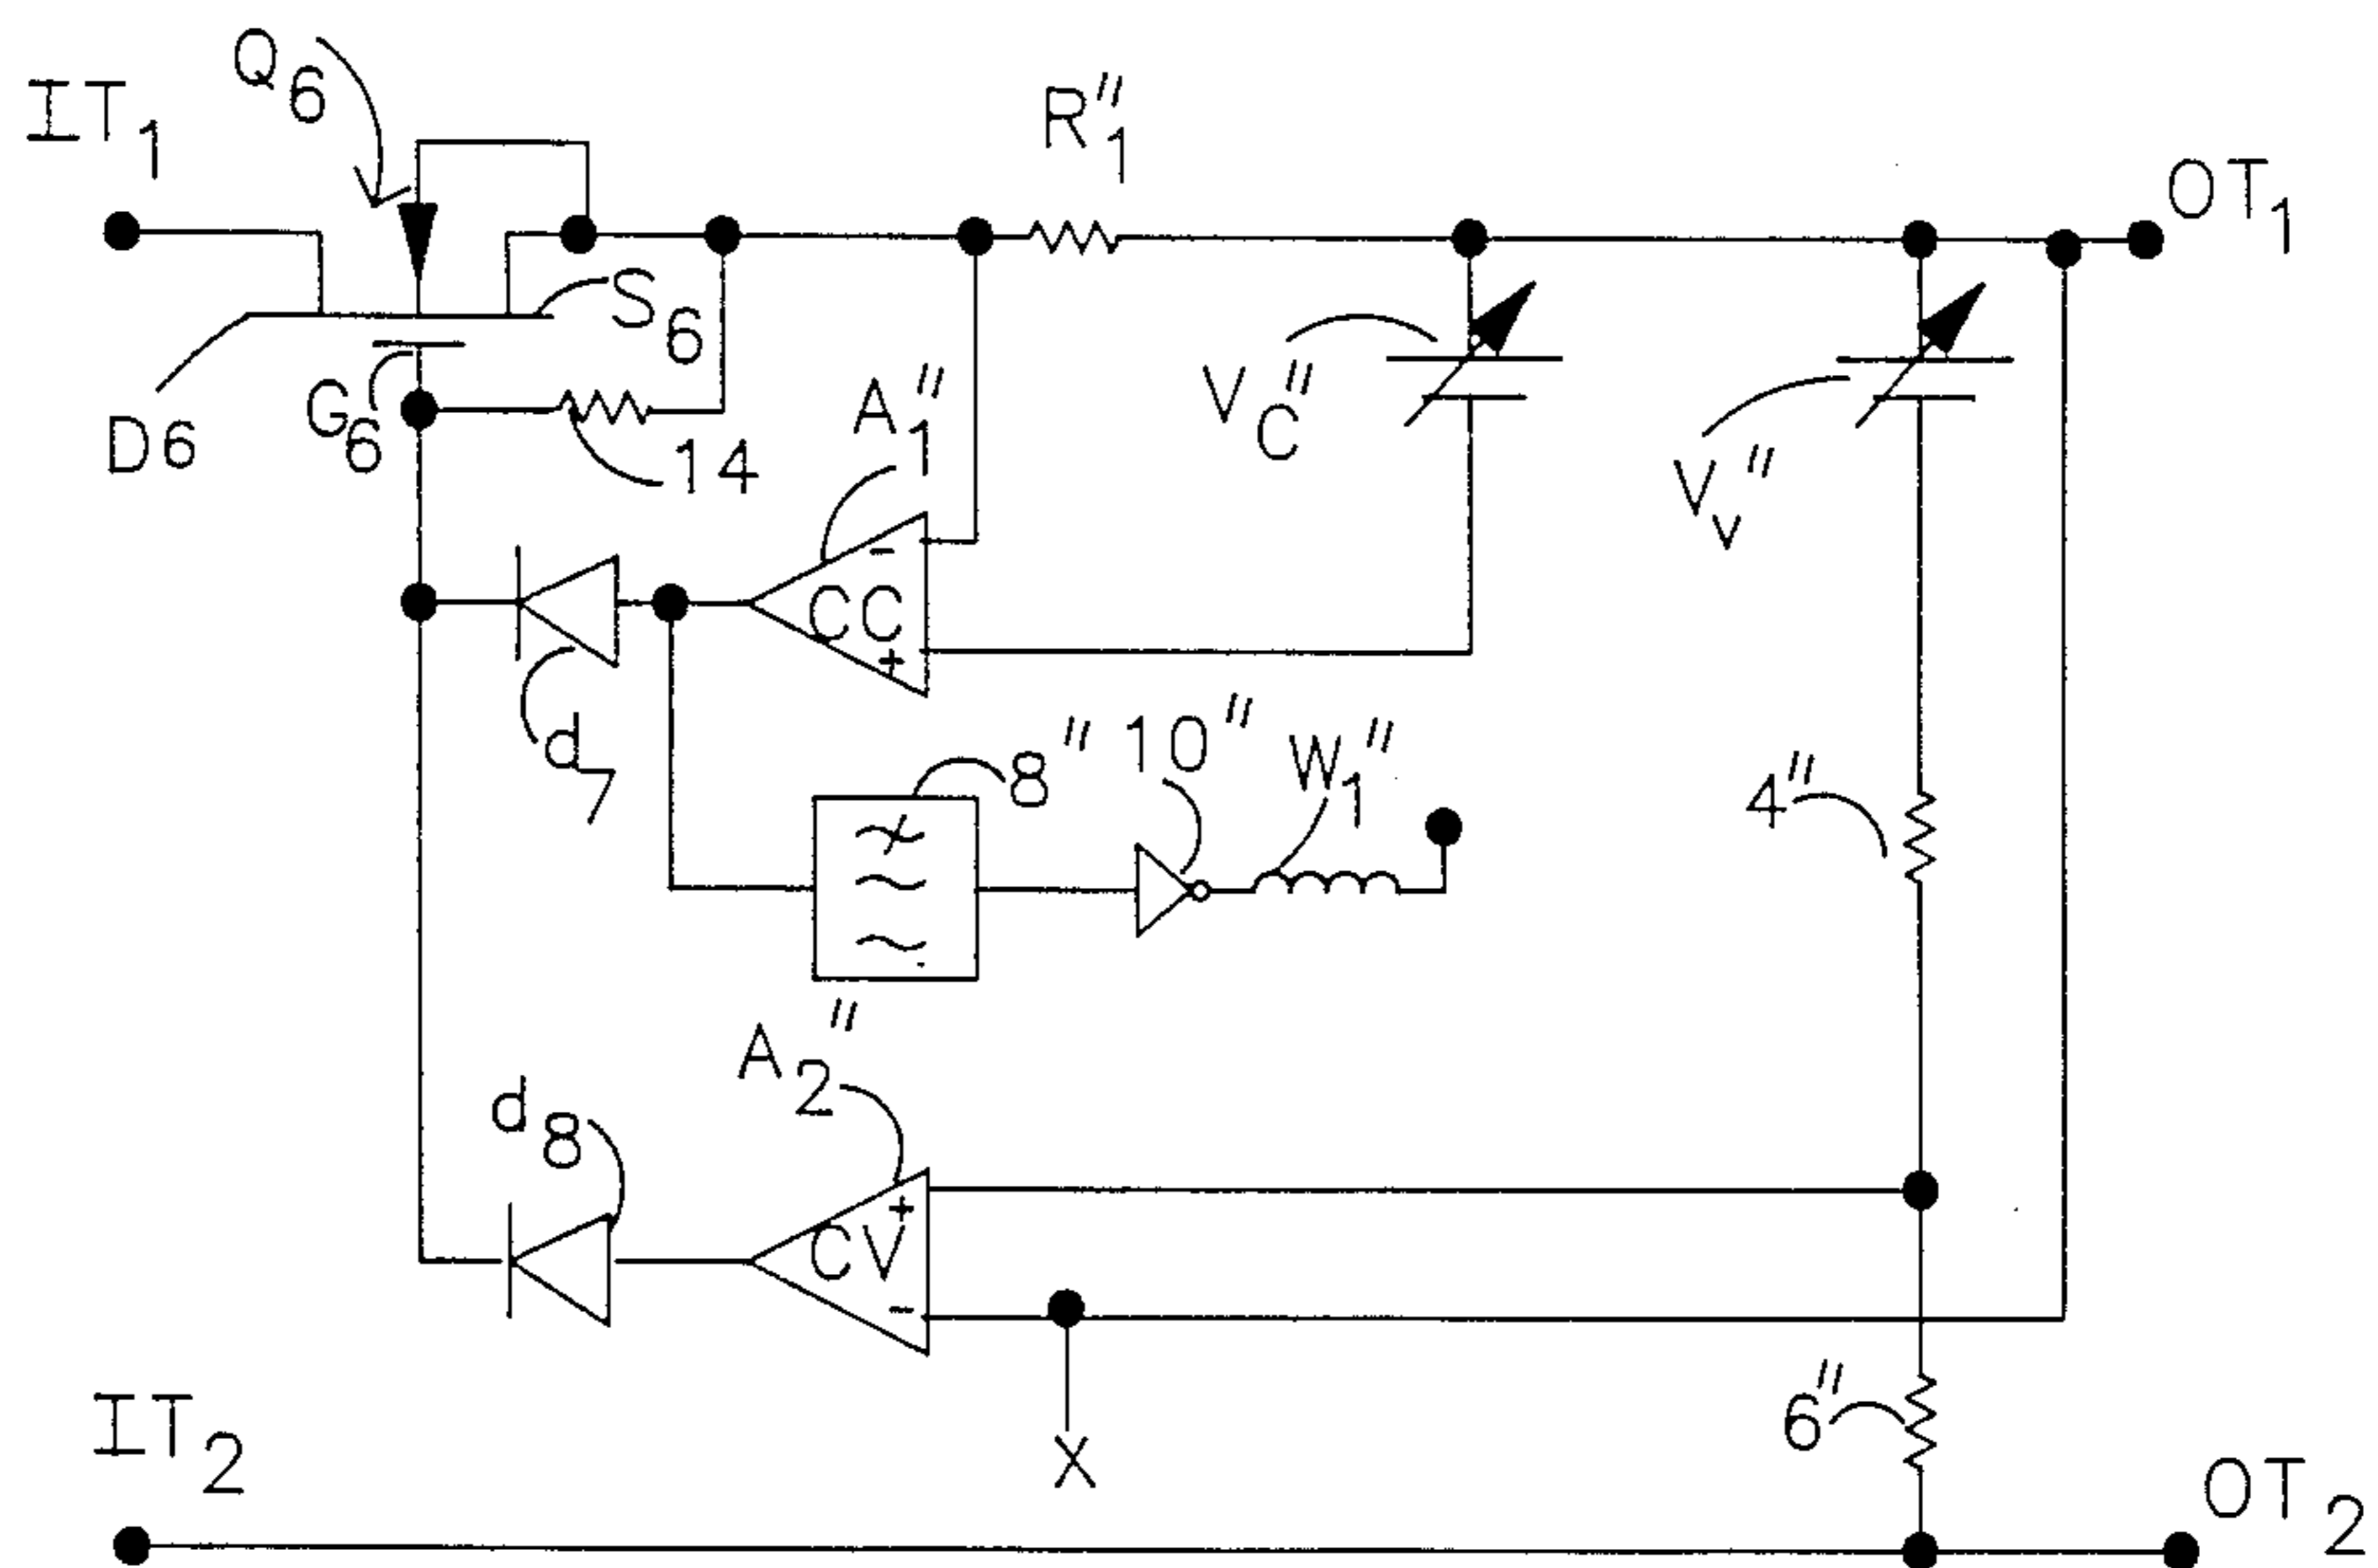 Q6
IT1
R1"
OT1
S6
D6
G6
14
A1"
VC"
VV"
-
CC
+
d7
8"
10"
W1"
4"
A2"
d8
+
CV
-
X
6"
IT2
OT2